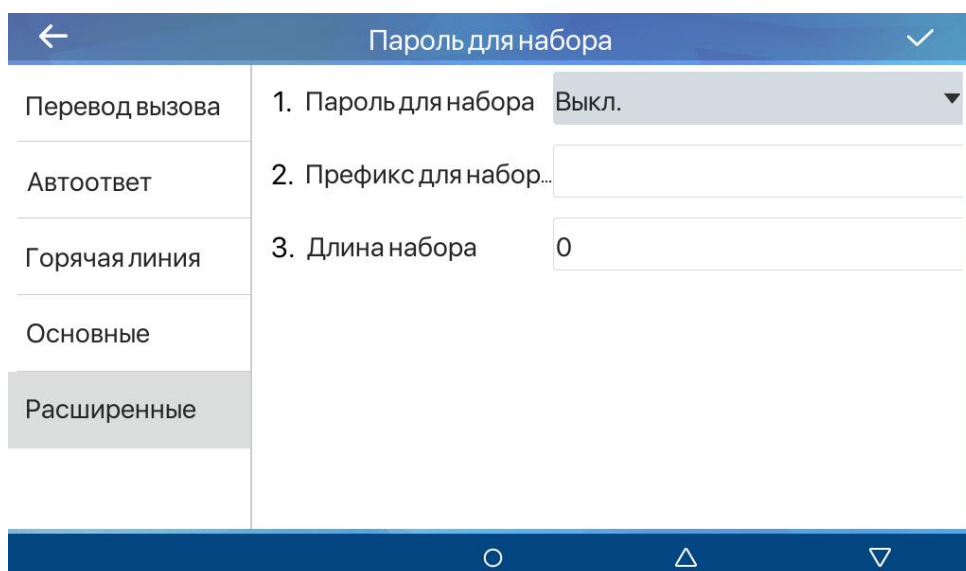 Пароль для набора
Перевод вызова
Автоответ
Горячая линия
Основные
Расширенные
1. Пароль для набора Выкл.
2. Префикс для набор...
3. Длина набора 0